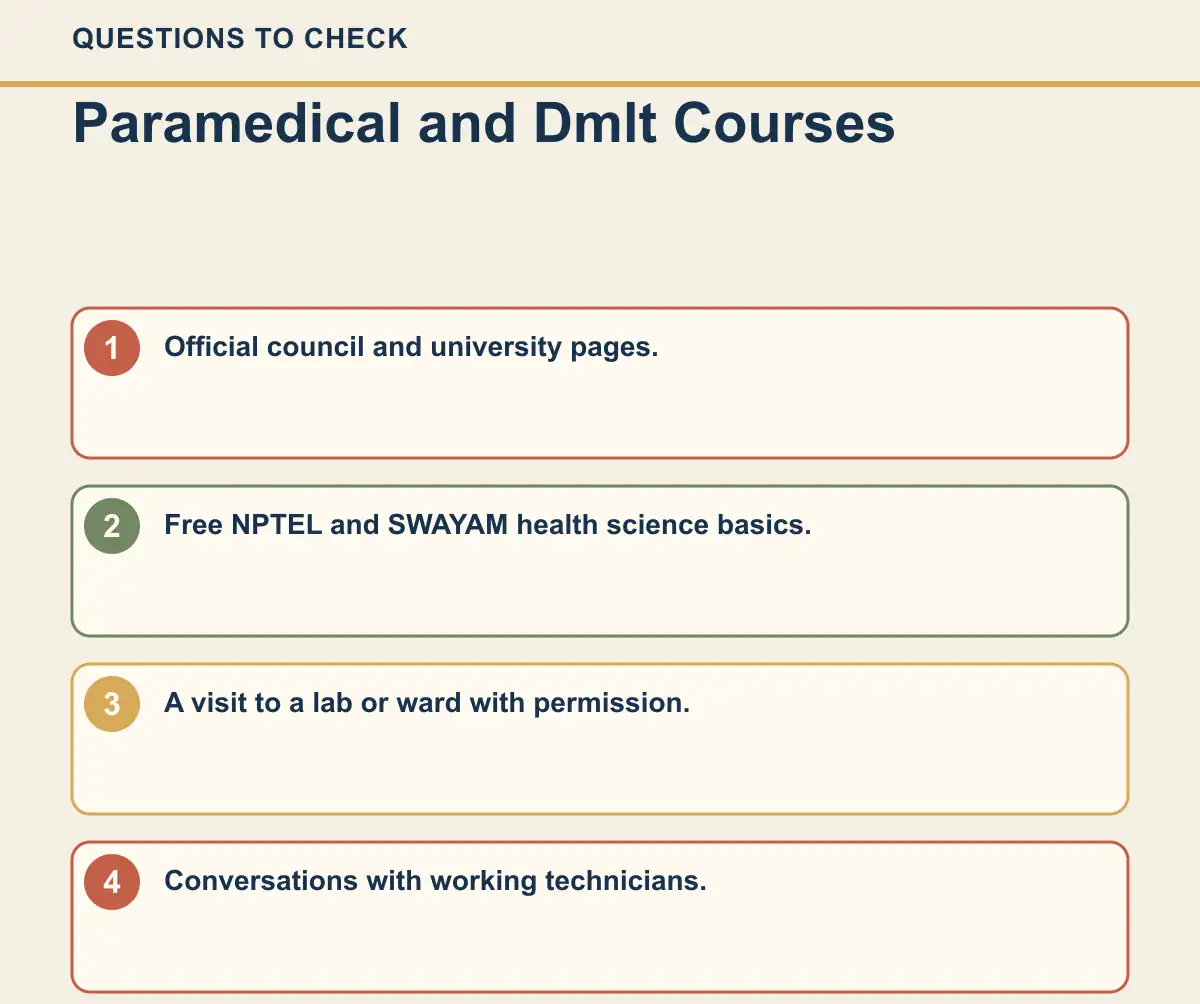 QUESTIONS TO CHECK
Paramedical and Dmlt Courses
1
Official council and university pages.
2
Free NPTEL and SWAYAM health science basics.
3
A visit to a lab or ward with permission.
4
Conversations with working technicians.